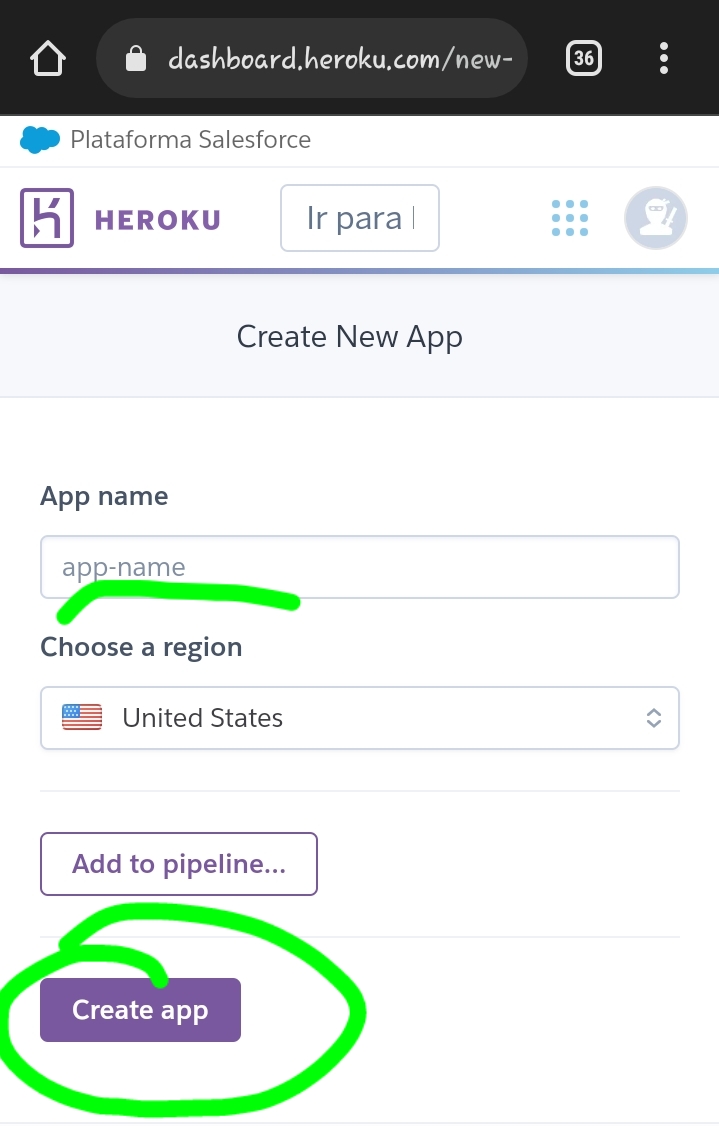 dashboard.heroku.com/new-
36
Plataforma Salesforce
HEROKU
Ir para
Create New App
App name
app-name
Choose a region
United States
Add to pipeline...
Create app